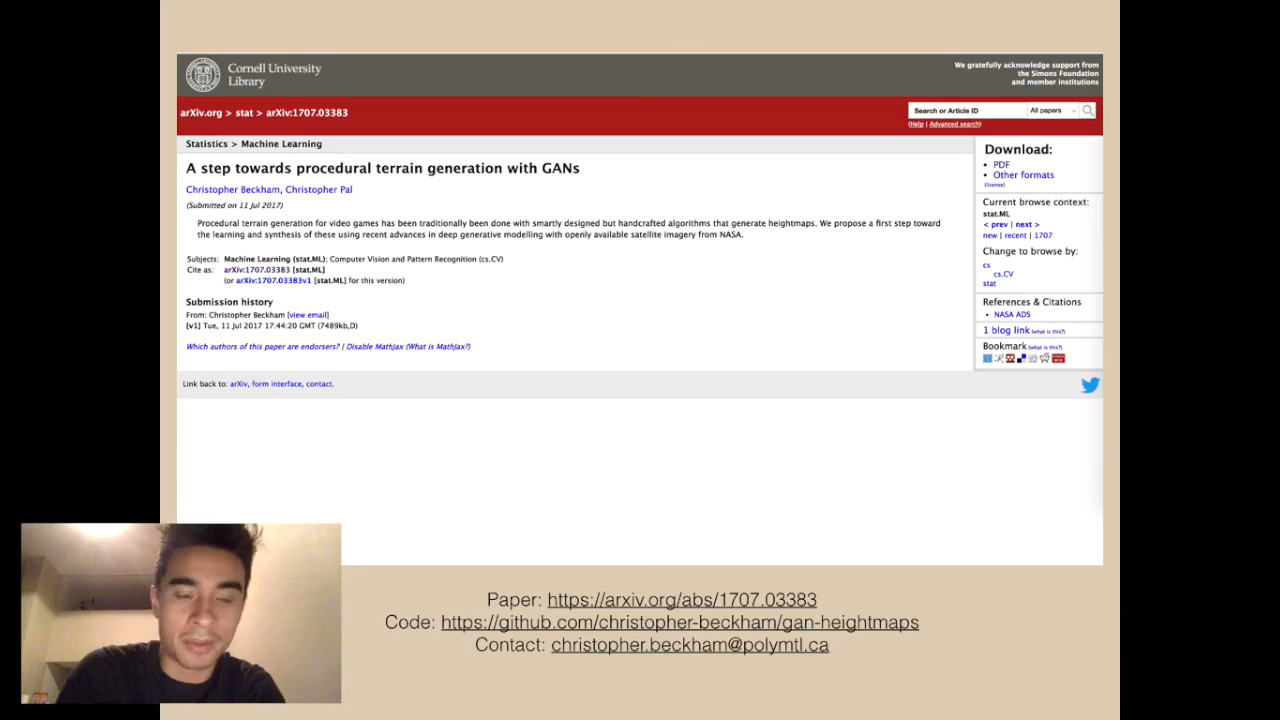 Cornell University
Library
We gratefully acknowledge support from
the Simons Foundation
and member institutions
arXiv.org > stat > arXiv:1707.03383
Search or Article ID
All papers
(Help | Advanced search)
Statistics > Machine Learning
A step towards procedural terrain generation with GANs
Christopher Beckham, Christopher Pal
(Submitted on 11 Jul 2017)
Procedural terrain generation for video games has been traditionally been done with smartly designed but handcrafted algorithms that generate heightmaps. We propose a first step toward
the learning and synthesis of these using recent advances in deep generative modelling with openly available satellite imagery from NASA.
Subjects: Machine Learning (stat.ML); Computer Vision and Pattern Recognition (cs.CV)
Cite as: arXiv:1707.03383 [stat.ML]
(or arXiv:1707.03383v1 [stat.ML] for this version)
Submission history
From: Christopher Beckham [view email]
[v1] Tue, 11 Jul 2017 17:44:20 GMT (7489kb,D)
Which authors of this paper are endorsers? | Disable MathJax (What is MathJax?)
Link back to: arXiv, form interface, contact.
Download:
• PDF
• Other formats
(license)
Current browse context:
stat.ML
< prev | next >
new | recent | 1707
Change to browse by:
cs
cs.CV
stat
References & Citations
• NASA ADS
1 blog link (what is this?)
Bookmark (what is this?)
Paper: https://arxiv.org/abs/1707.03383
Code: https://github.com/christopher-beckham/gan-heightmaps
Contact: christopher.beckham@polymtl.ca